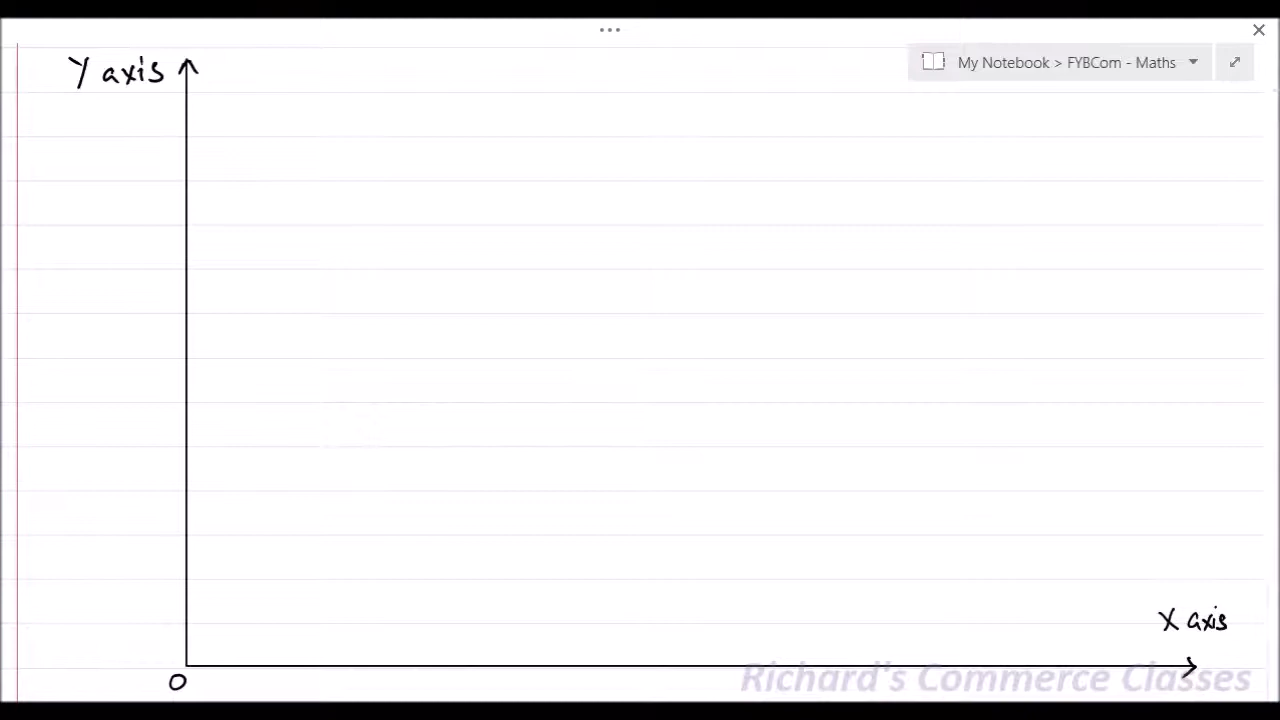 Y axis
My Notebook > FYBCom - Maths
X axis
Richard's Commerce Classes
0